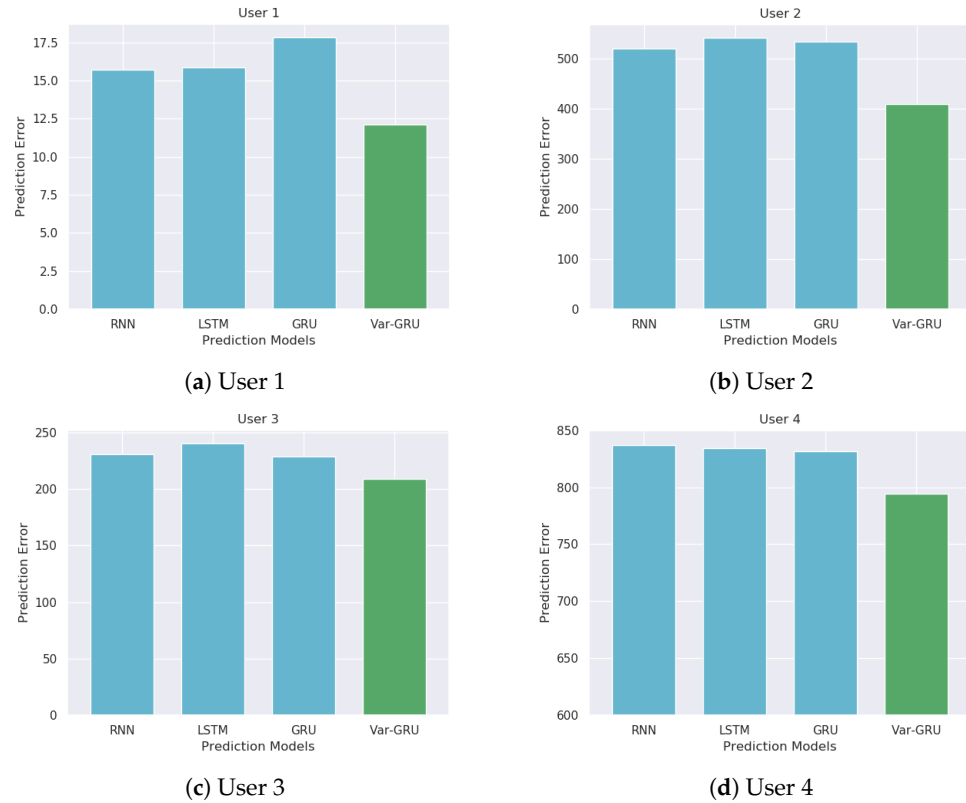 User 1
17.5
15.0
12.5
10.0
7.5
5.0
2.5
0.0
Prediction Error
RNN LSTM GRU Var-GRU
Prediction Models
(a) User 1
User 2
500
400
300
200
100
0
Prediction Error
RNN LSTM GRU Var-GRU
Prediction Models
(b) User 2
User 3
250
200
150
100
50
0
Prediction Error
RNN LSTM GRU Var-GRU
Prediction Models
(c) User 3
User 4
850
800
750
700
650
600
Prediction Error
RNN LSTM GRU Var-GRU
Prediction Models
(d) User 4